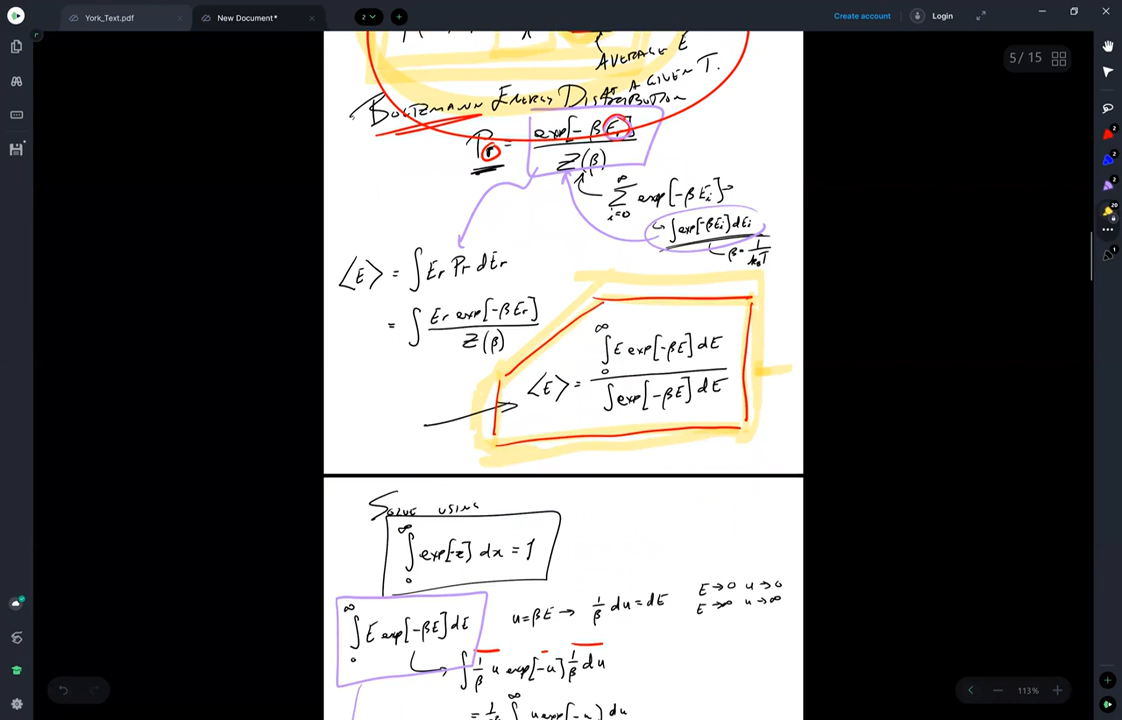 York_Text.pdf
New Document*
2
Create account
Login
5 / 15
AVERAGE E
AT A GIVEN T.
BOLTZMANN ENERGY DISTRIBUTION
Pr = exp[-βEr] / Z(β)
∞ Σ i=0 exp[-βEi] →
↳ ∫exp[-βEi]dEi
β = 1/kBT
⟨E⟩ = ∫ Er Pr dEr
= ∫ Er exp[-βEr] / Z(β)
⟨E⟩ = ∫₀^∞ E exp[-βE] dE / ∫exp[-βE] dE
SOLVE USING
∫₀^∞ exp[-z] dx = 1
∫₀^∞ E exp[-βE] dE
u = βE → 1/β du = dE
E→0 u→0
E→∞ u→∞
∫ 1/β u exp[-u] 1/β du
113%